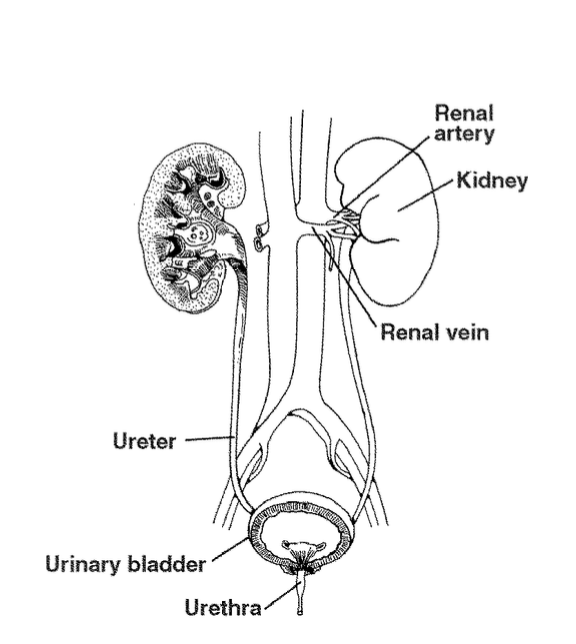 Renal
artery
Kidney
Renal vein
Ureter
Urinary bladder
Urethra